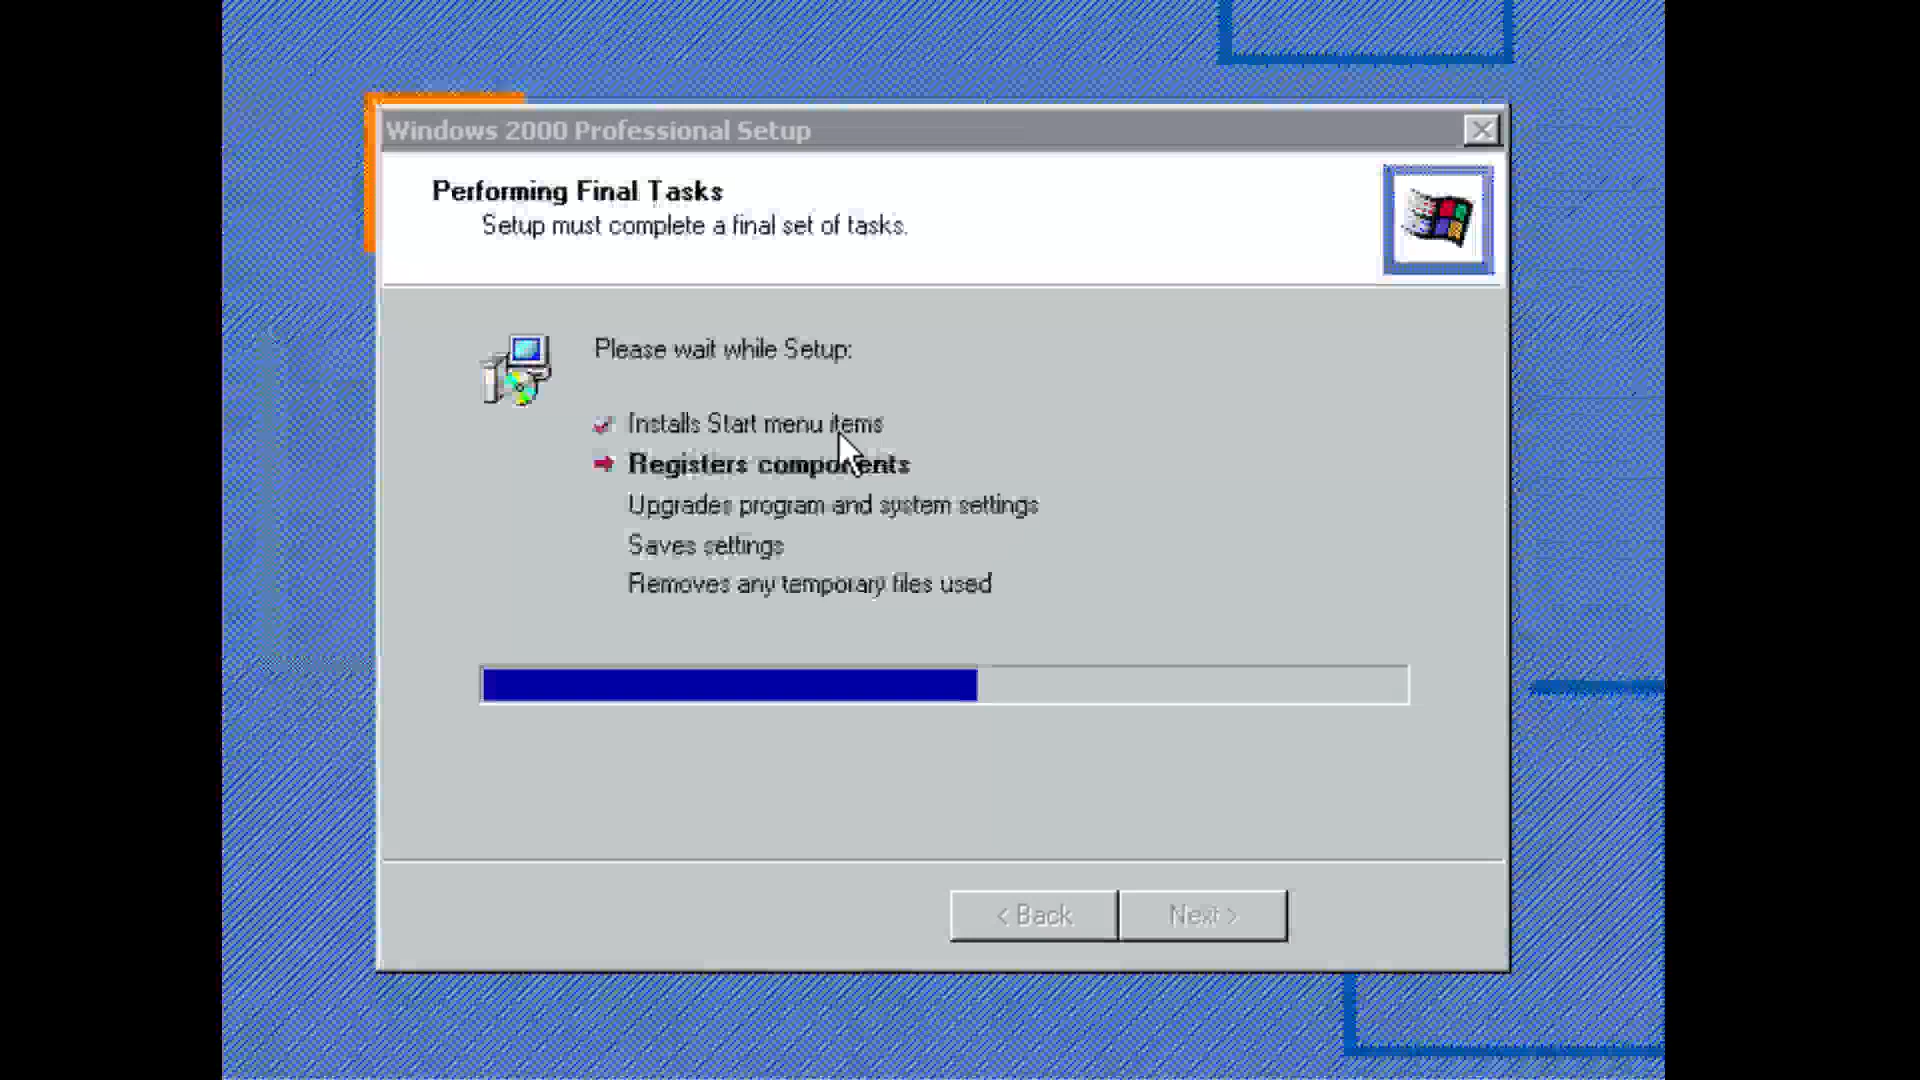 Windows 2000 Professional Setup
Performing Final Tasks
Setup must complete a final set of tasks.
Please wait while Setup:
Installs Start menu items
Registers components
Upgrades program and system settings
Saves settings
Removes any temporary files used
< Back
Next >